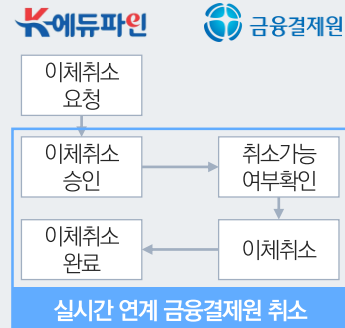 K-에듀파인
금융결제원
이체취소
요청
이체취소
승인
취소가능
여부확인
이체취소
완료
이체취소
실시간 연계 금융결제원 취소